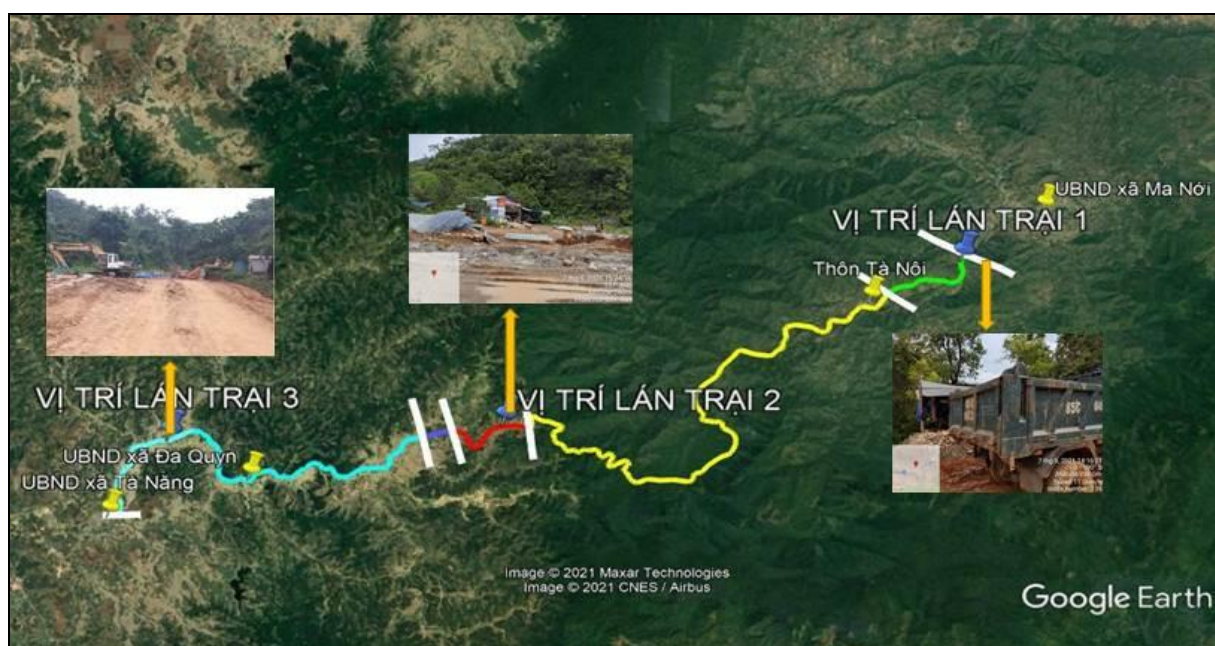 UBND xã Ma Nới
VỊ TRÍ LÁN TRẠI 1
Thôn Tà Nôi
VỊ TRÍ LÁN TRẠI 3
VỊ TRÍ LÁN TRẠI 2
UBND xã Đa Quyn
UBND xã Tà Năng
85C
Image © 2021 Maxar Technologies
Image © 2021 CNES / Airbus
Google Earth